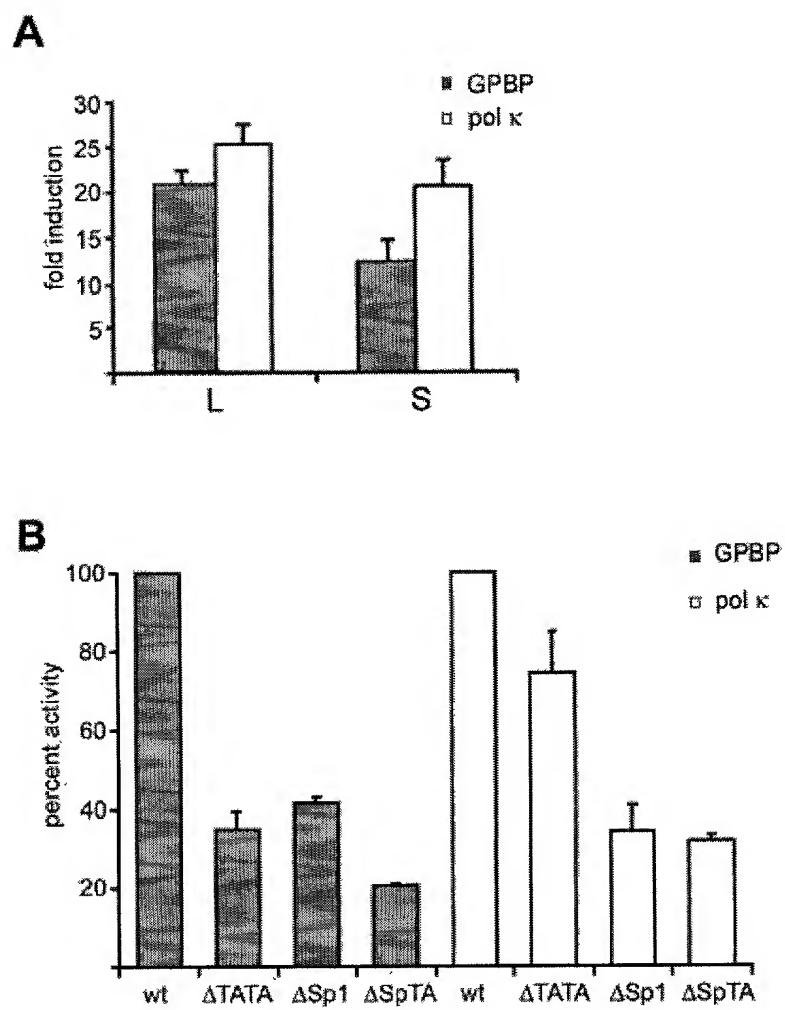 A
GPBP
pol κ
fold induction
30
25
20
15
10
5
L
S
B
GPBP
pol κ
percent activity
100
80
60
40
20
wt ΔTATA ΔSp1 ΔSpTA wt ΔTATA ΔSp1 ΔSpTA